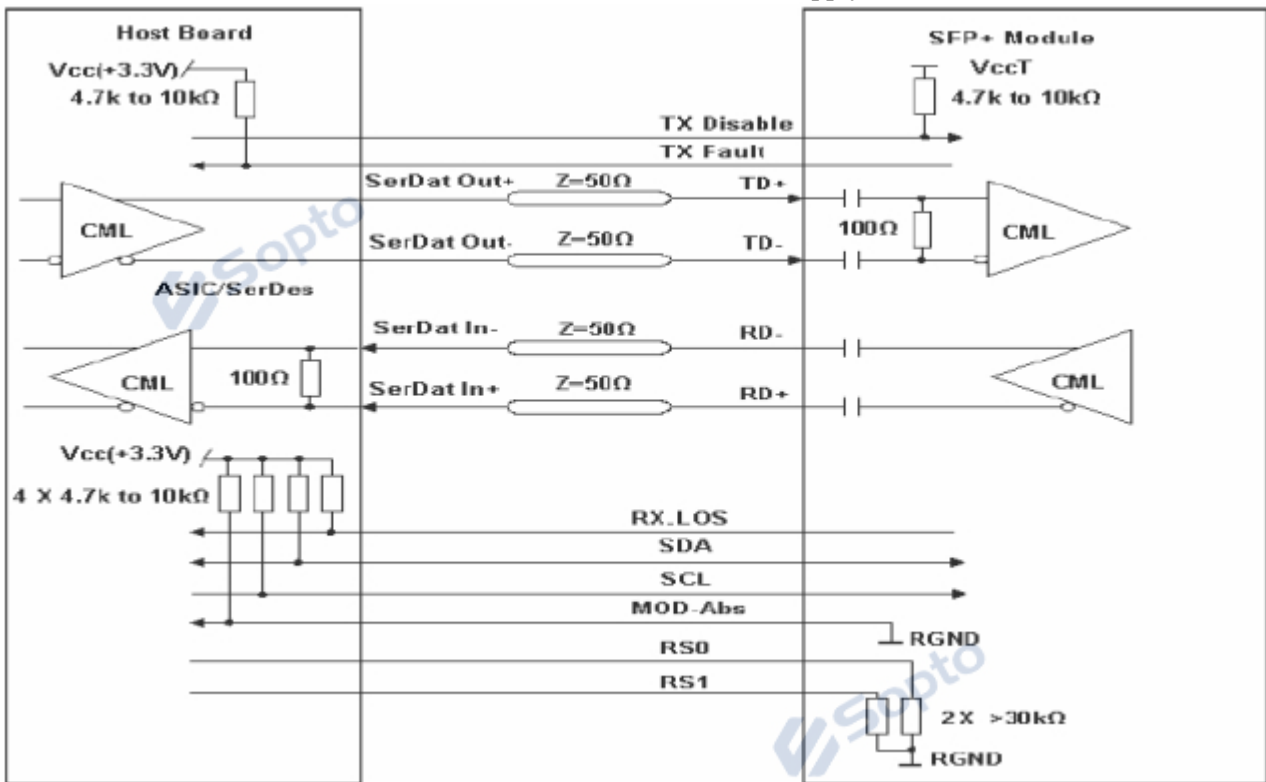 Host Board
SFP+ Module
Vcc(+3.3V)
VccT
4.7k to 10kΩ
4.7k to 10kΩ
TX Disable
TX Fault
SerDat Out+
Z=50Ω
TD+
CML
100Ω
CML
SerDat Out-
Z=50Ω
TD-
Sopto
ASIC/SerDes
SerDat In-
Z=50Ω
RD-
CML
100Ω
CML
SerDat In+
Z=50Ω
RD+
Vcc(+3.3V)
4 X 4.7k to 10kΩ
RX_LOS
SDA
SCL
MOD-Abs
RGND
RS0
RS1
Sopto
2X >30kΩ
RGND